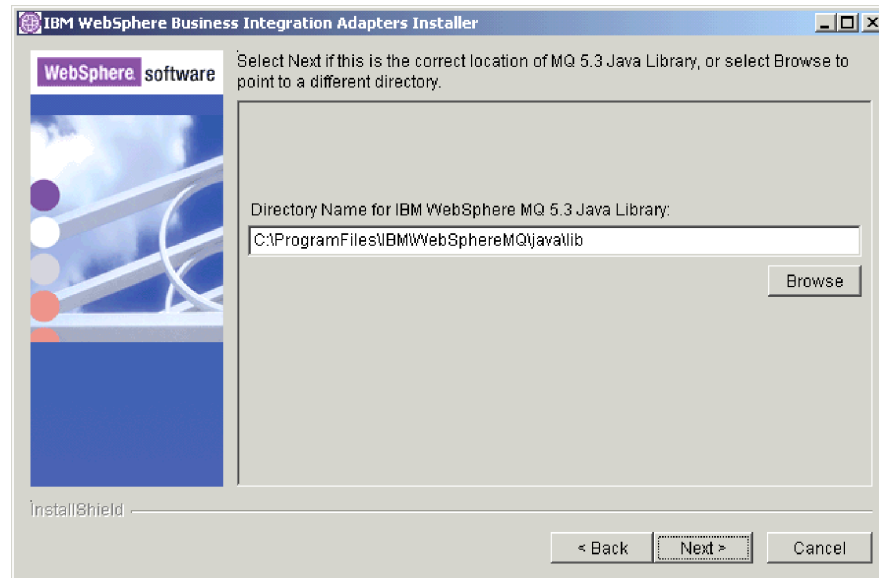 IBM WebSphere Business Integration Adapters Installer
WebSphere software
Select Next if this is the correct location of MQ 5.3 Java Library, or select Browse to
point to a different directory.
Directory Name for IBM WebSphere MQ 5.3 Java Library:
C:\ProgramFiles\IBM\WebSphereMQ\java\lib
Browse
InstallShield
< Back
Next >
Cancel